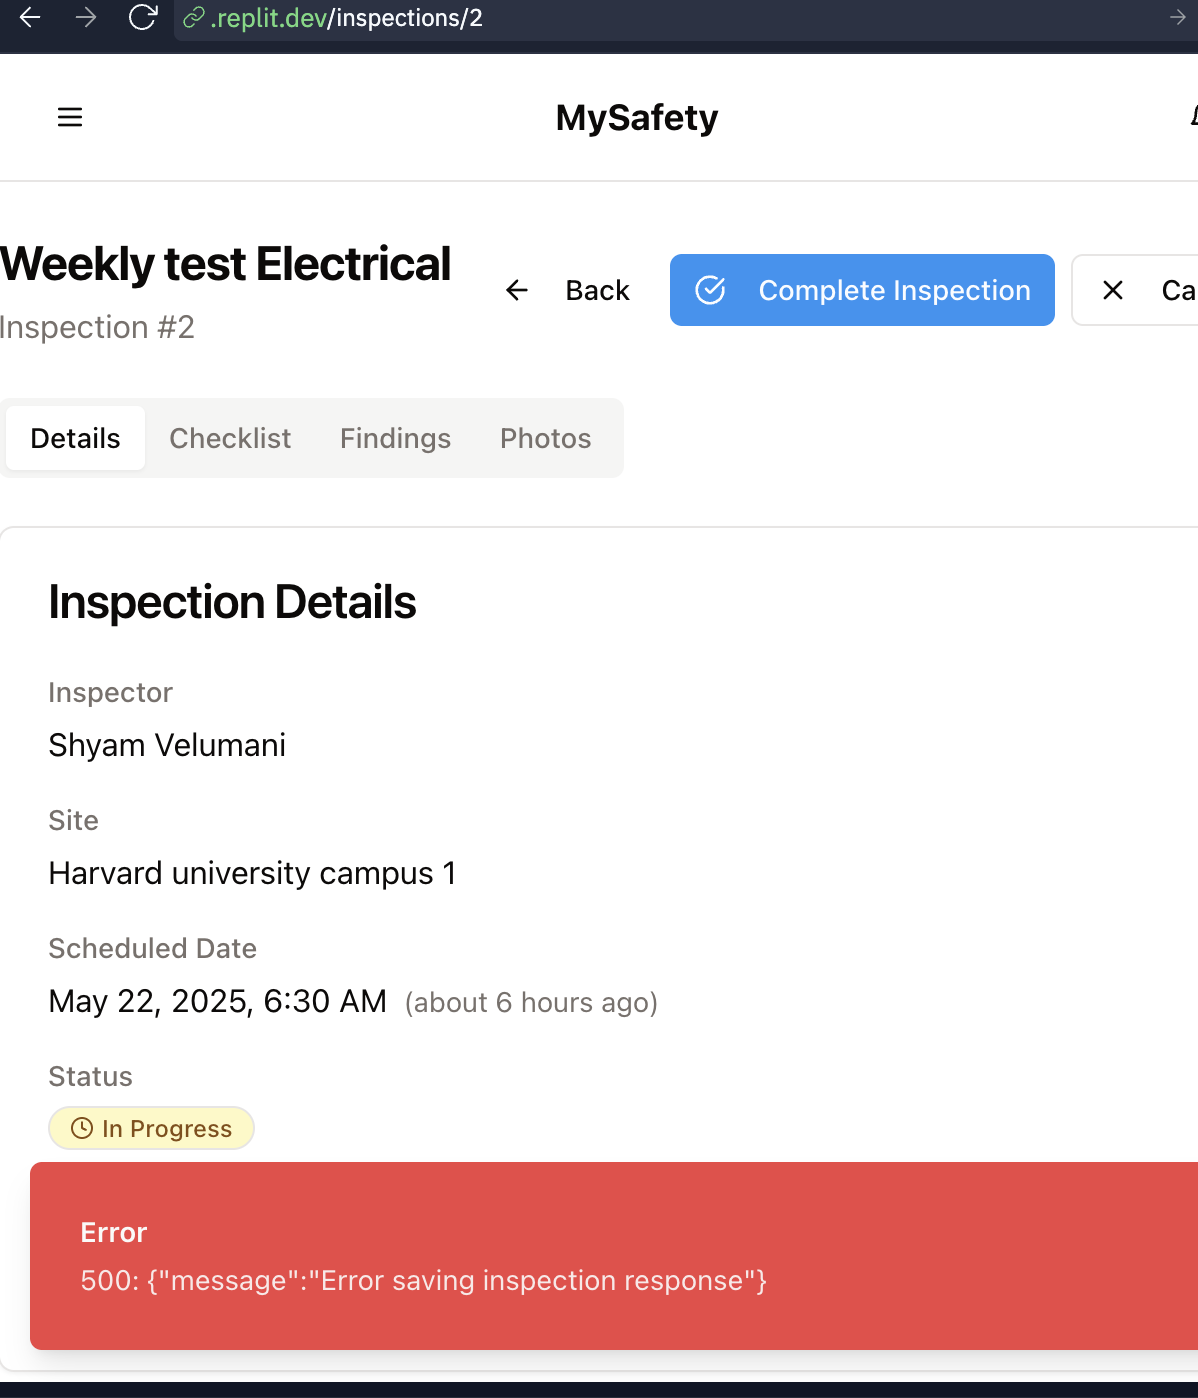 .replit.dev/inspections/2
MySafety
Weekly test Electrical
Inspection #2
Back
Complete Inspection
Ca
Details
Checklist
Findings
Photos
Inspection Details
Inspector
Shyam Velumani
Site
Harvard university campus 1
Scheduled Date
May 22, 2025, 6:30 AM (about 6 hours ago)
Status
In Progress
Error
500: {"message":"Error saving inspection response"}